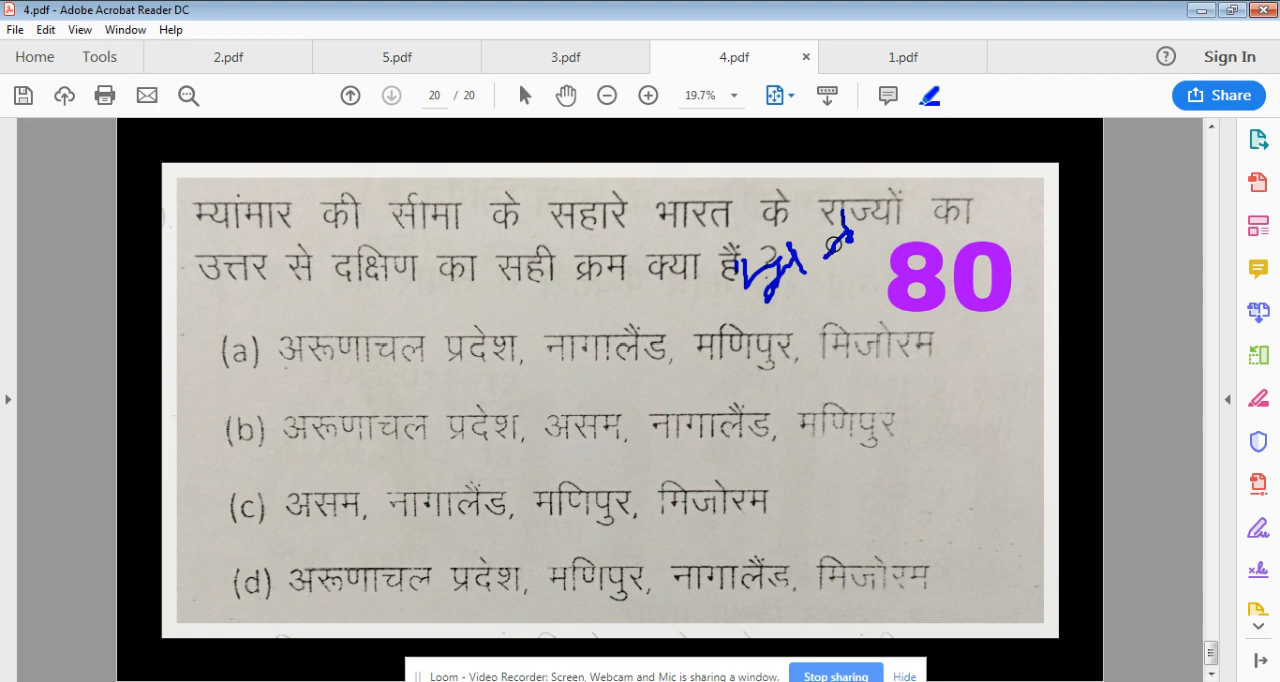 4.pdf - Adobe Acrobat Reader DC
File Edit View Window Help
Home Tools 2.pdf 5.pdf 3.pdf 4.pdf × 1.pdf ? Sign In
20 / 20 19.7% Share
म्यांमार की सीमा के सहारे भारत के राज्यों का
उत्तर से दक्षिण का सही क्रम क्या हैं ?
80
(a) अरूणाचल प्रदेश, नागालैंड, मणिपुर, मिजोरम
(b) अरूणाचल प्रदेश, असम, नागालैंड, मणिपुर
(c) असम, नागालैंड, मणिपुर, मिजोरम
(d) अरूणाचल प्रदेश, मणिपुर, नागालैंड, मिजोरम
Loom – Video Recorder: Screen, Webcam and Mic is sharing a window. Stop sharing Hide